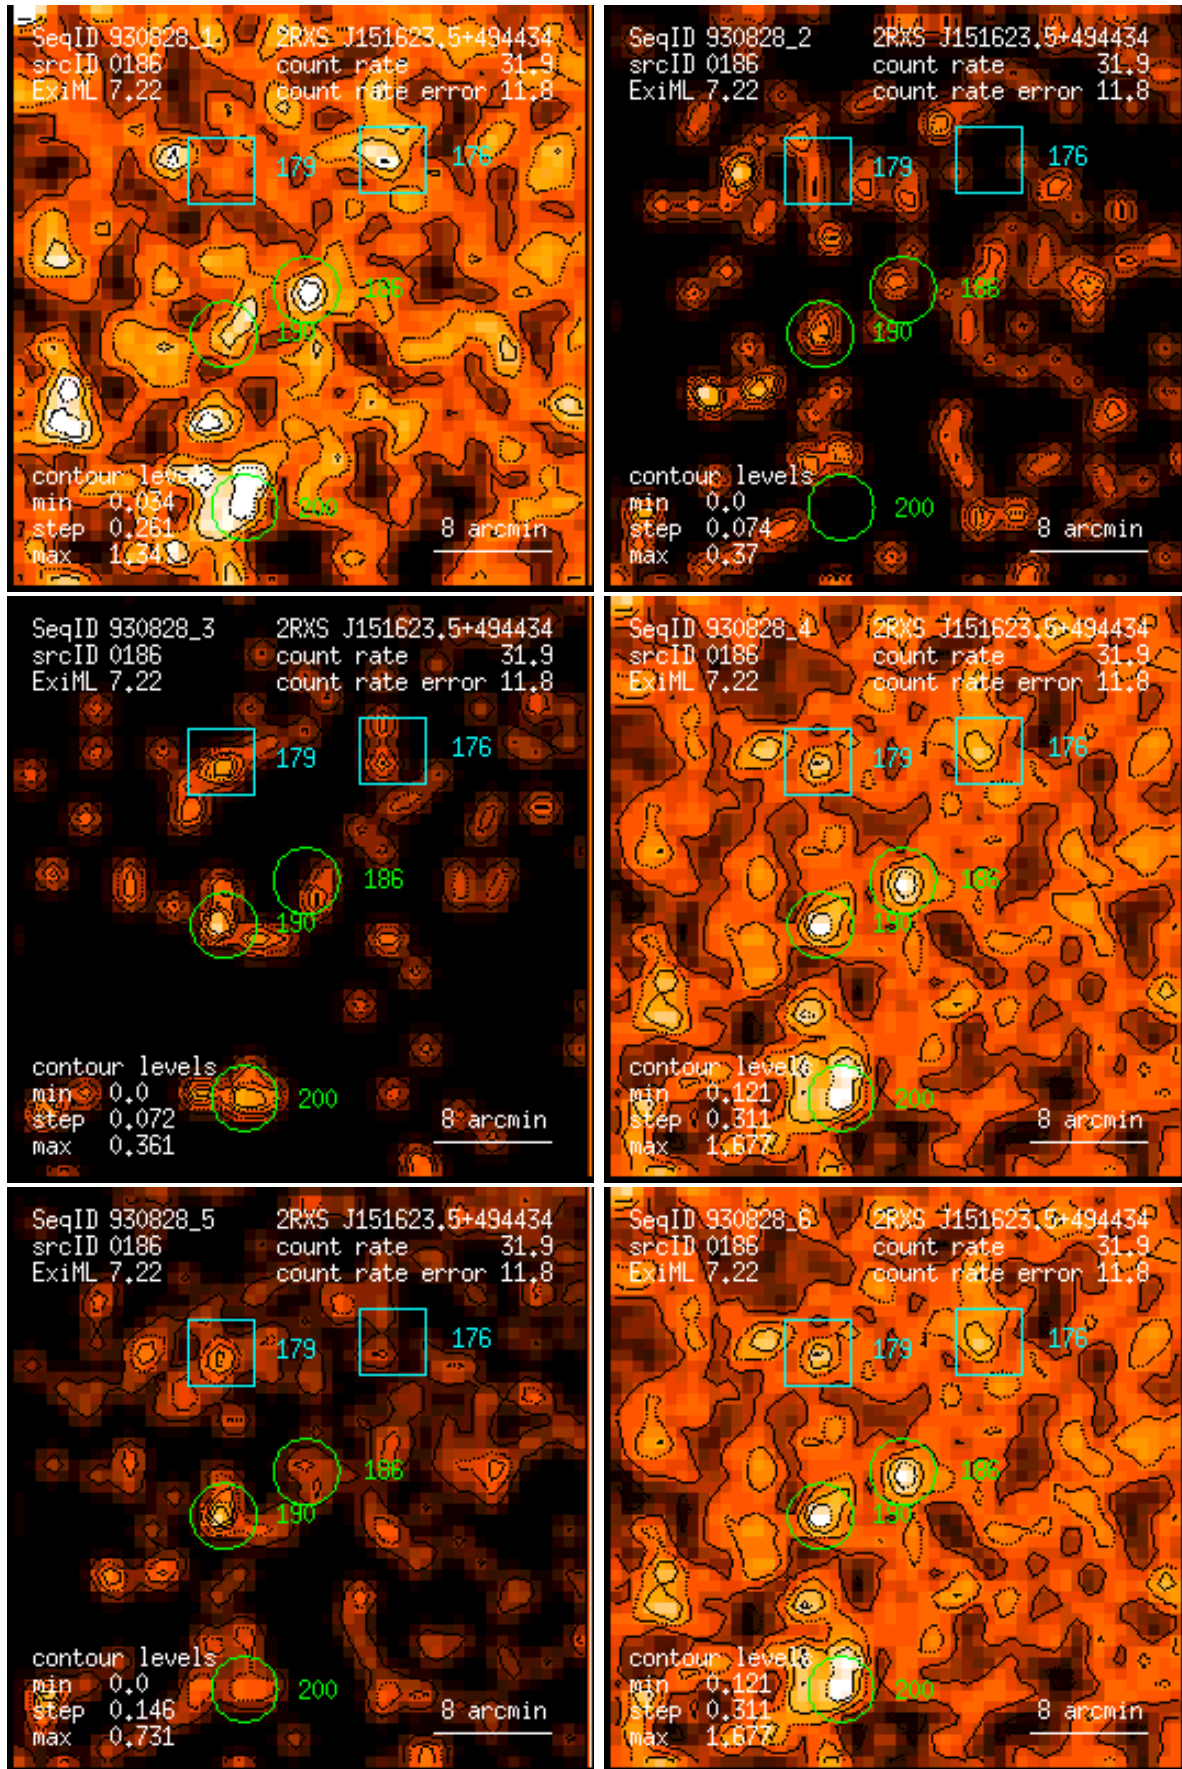 SeqID 930828_1 2RXS J151623.5+494434
srcID 0186 count rate 31.9
ExiML 7.22 count rate error 11.8
179 176
186
190
contour levels
min 0.034 200
step 0.261 8 arcmin
max 1.34
SeqID 930828_2 2RXS J151623.5+494434
srcID 0186 count rate 31.9
ExiML 7.22 count rate error 11.8
179 176
186
190
contour levels
min 0.0 200
step 0.074 8 arcmin
max 0.37
SeqID 930828_3 2RXS J151623.5+494434
srcID 0186 count rate 31.9
ExiML 7.22 count rate error 11.8
179 176
186
190
contour levels
min 0.0 200
step 0.072 8 arcmin
max 0.361
SeqID 930828_4 2RXS J151623.5+494434
srcID 0186 count rate 31.9
ExiML 7.22 count rate error 11.8
179 176
186
190
contour levels
min 0.121 200
step 0.311 8 arcmin
max 1.677
SeqID 930828_5 2RXS J151623.5+494434
srcID 0186 count rate 31.9
ExiML 7.22 count rate error 11.8
179 176
186
190
contour levels
min 0.0 200
step 0.146 8 arcmin
max 0.731
SeqID 930828_6 2RXS J151623.5+494434
srcID 0186 count rate 31.9
ExiML 7.22 count rate error 11.8
179 176
186
190
contour levels
min 0.121 200
step 0.311 8 arcmin
max 1.677